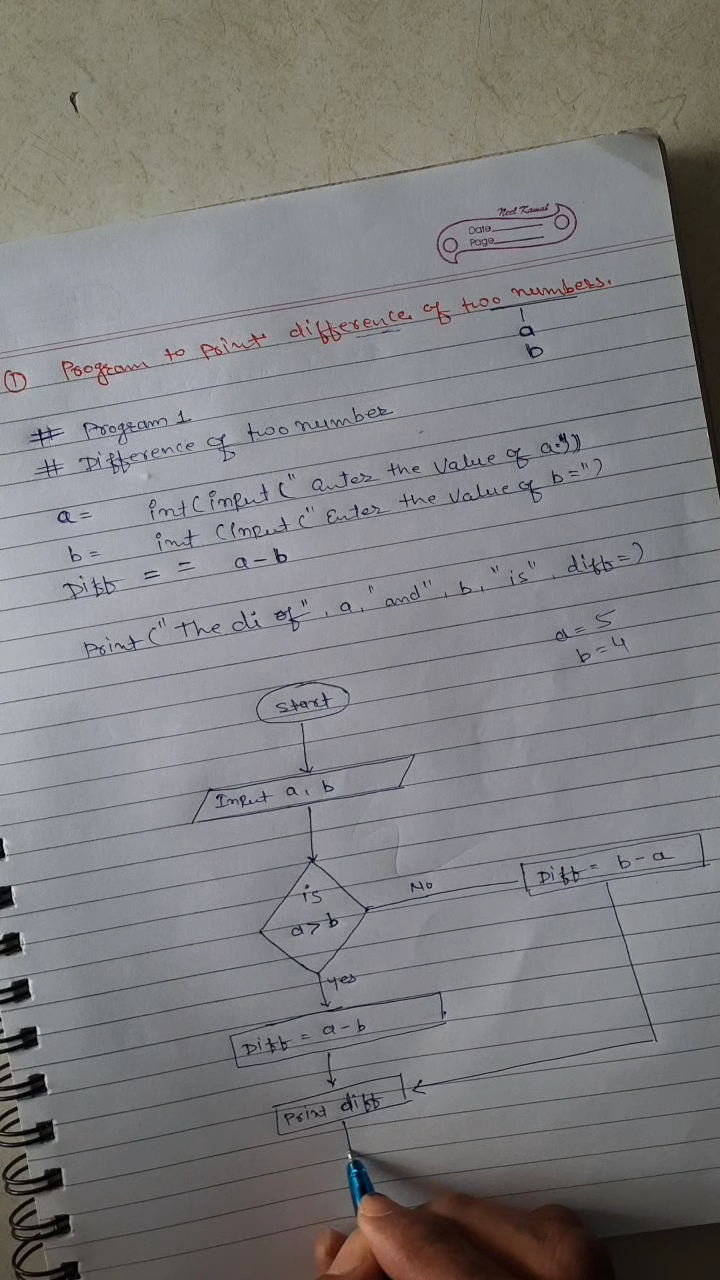 Neel Kamal
Date
Page
① Program to print difference of two numbers.
a
b
# Program 1
# Difference of two number
a = int(input(" anter the value of a="))
b = int (input(" Enter the value of b=")
Diff = = a-b
Print(" The di of", a, "and", b, "is", diff=)
a = 5
b = 4
Start
Input a, b
is
a > b
No
Diff = b-a
yes
Diff = a-b
Print diff